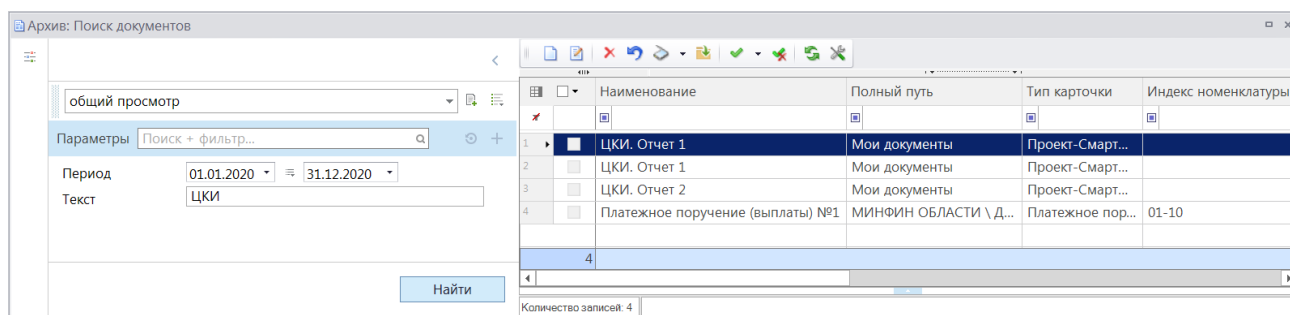 Архив: Поиск документов
общий просмотр
Параметры Поиск + фильтр...
Период 01.01.2020 = 31.12.2020
Текст ЦКИ
Найти
Наименование Полный путь Тип карточки Индекс номенклатуры
1 ЦКИ. Отчет 1 Мои документы Проект-Смарт...
2 ЦКИ. Отчет 1 Мои документы Проект-Смарт...
3 ЦКИ. Отчет 2 Мои документы Проект-Смарт...
4 Платежное поручение (выплаты) №1 МИНФИН ОБЛАСТИ \ Д... Платежное пор... 01-10
4
Количество записей: 4